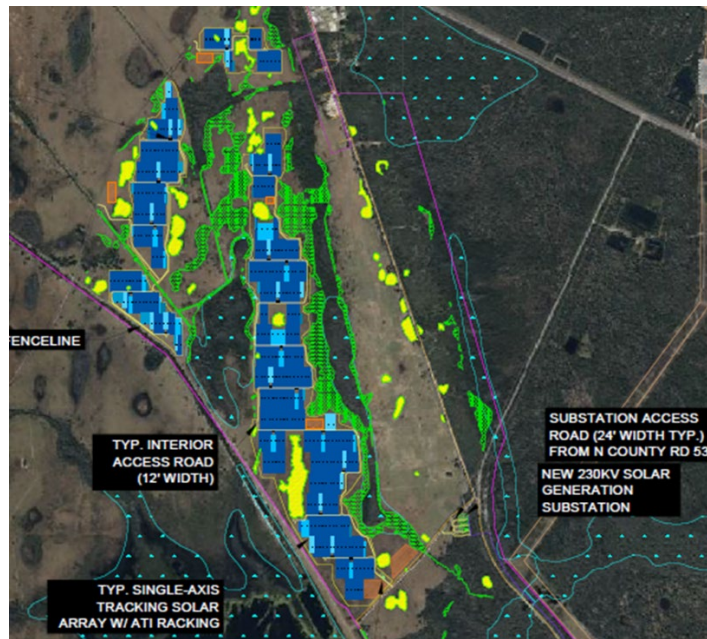 FENCELINE
TYP. INTERIOR
ACCESS ROAD
(12' WIDTH)
SUBSTATION ACCESS
ROAD (24' WIDTH TYP.)
FROM N COUNTY RD 53
NEW 230KV SOLAR
GENERATION
SUBSTATION
TYP. SINGLE-AXIS
TRACKING SOLAR
ARRAY W/ ATI RACKING